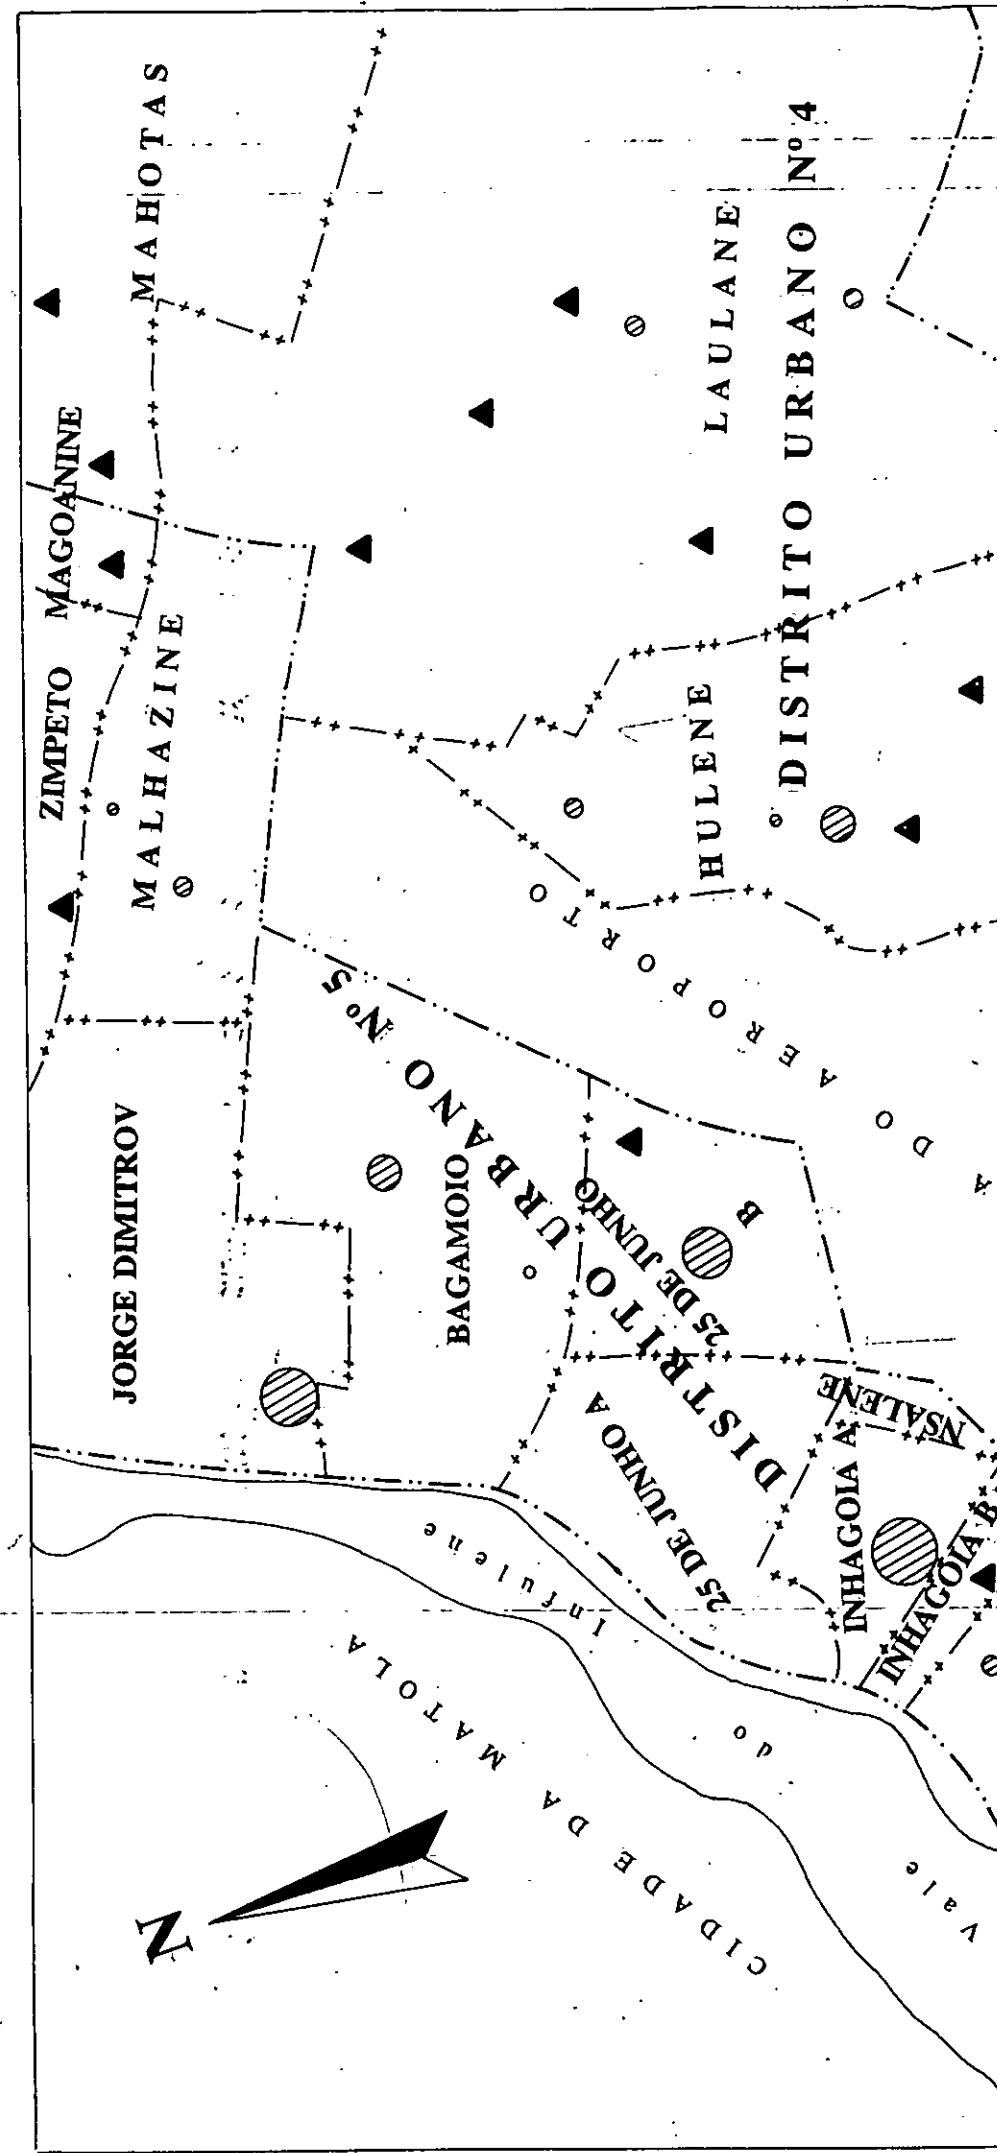 MAHOTAS
MAGOANINE
ZIMPETO
MALHAZINE
LAULANE
DISTRITO URBANO Nº 4
HULENE
JORGE DIMITROV
BAGAMOIO
DISTRITO URBANO Nº 5
25 DE JUNHO
B
25 DE JUNHO A
A DO AEROPORTO
NSALENE
INHAGOIA A
INHAGOIA B
Vale do Infulene
CIDADE DA MATOLA
N